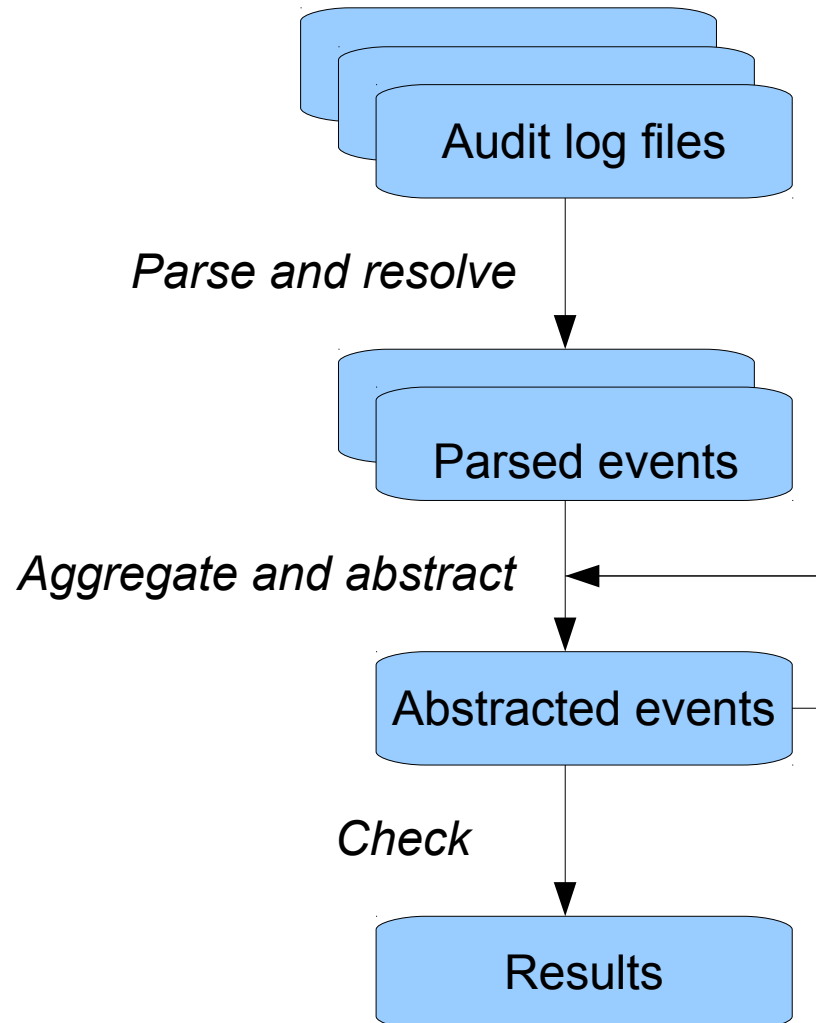 Audit log files
Parse and resolve
Parsed events
Aggregate and abstract
Abstracted events
Check
Results